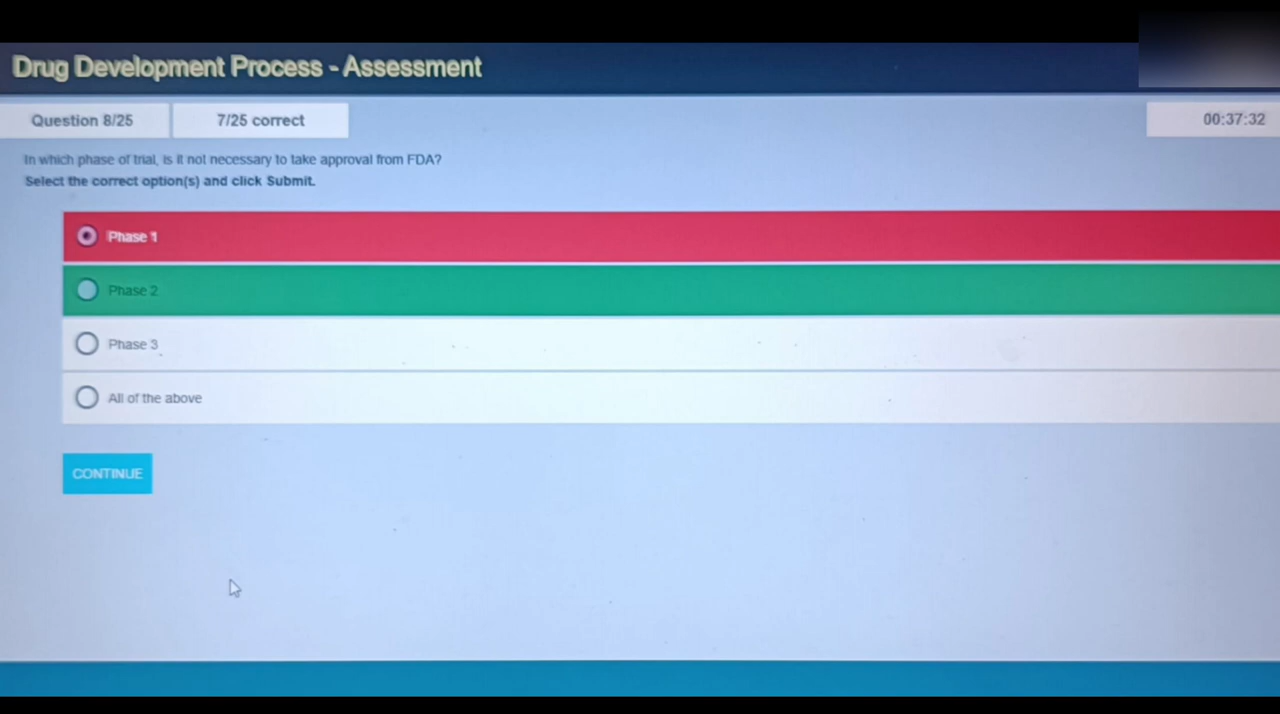 Drug Development Process - Assessment
Question 8/25
7/25 correct
00:37:32
In which phase of trial, is it not necessary to take approval from FDA?
Select the correct option(s) and click Submit.
Phase 1
Phase 2
Phase 3
All of the above
CONTINUE